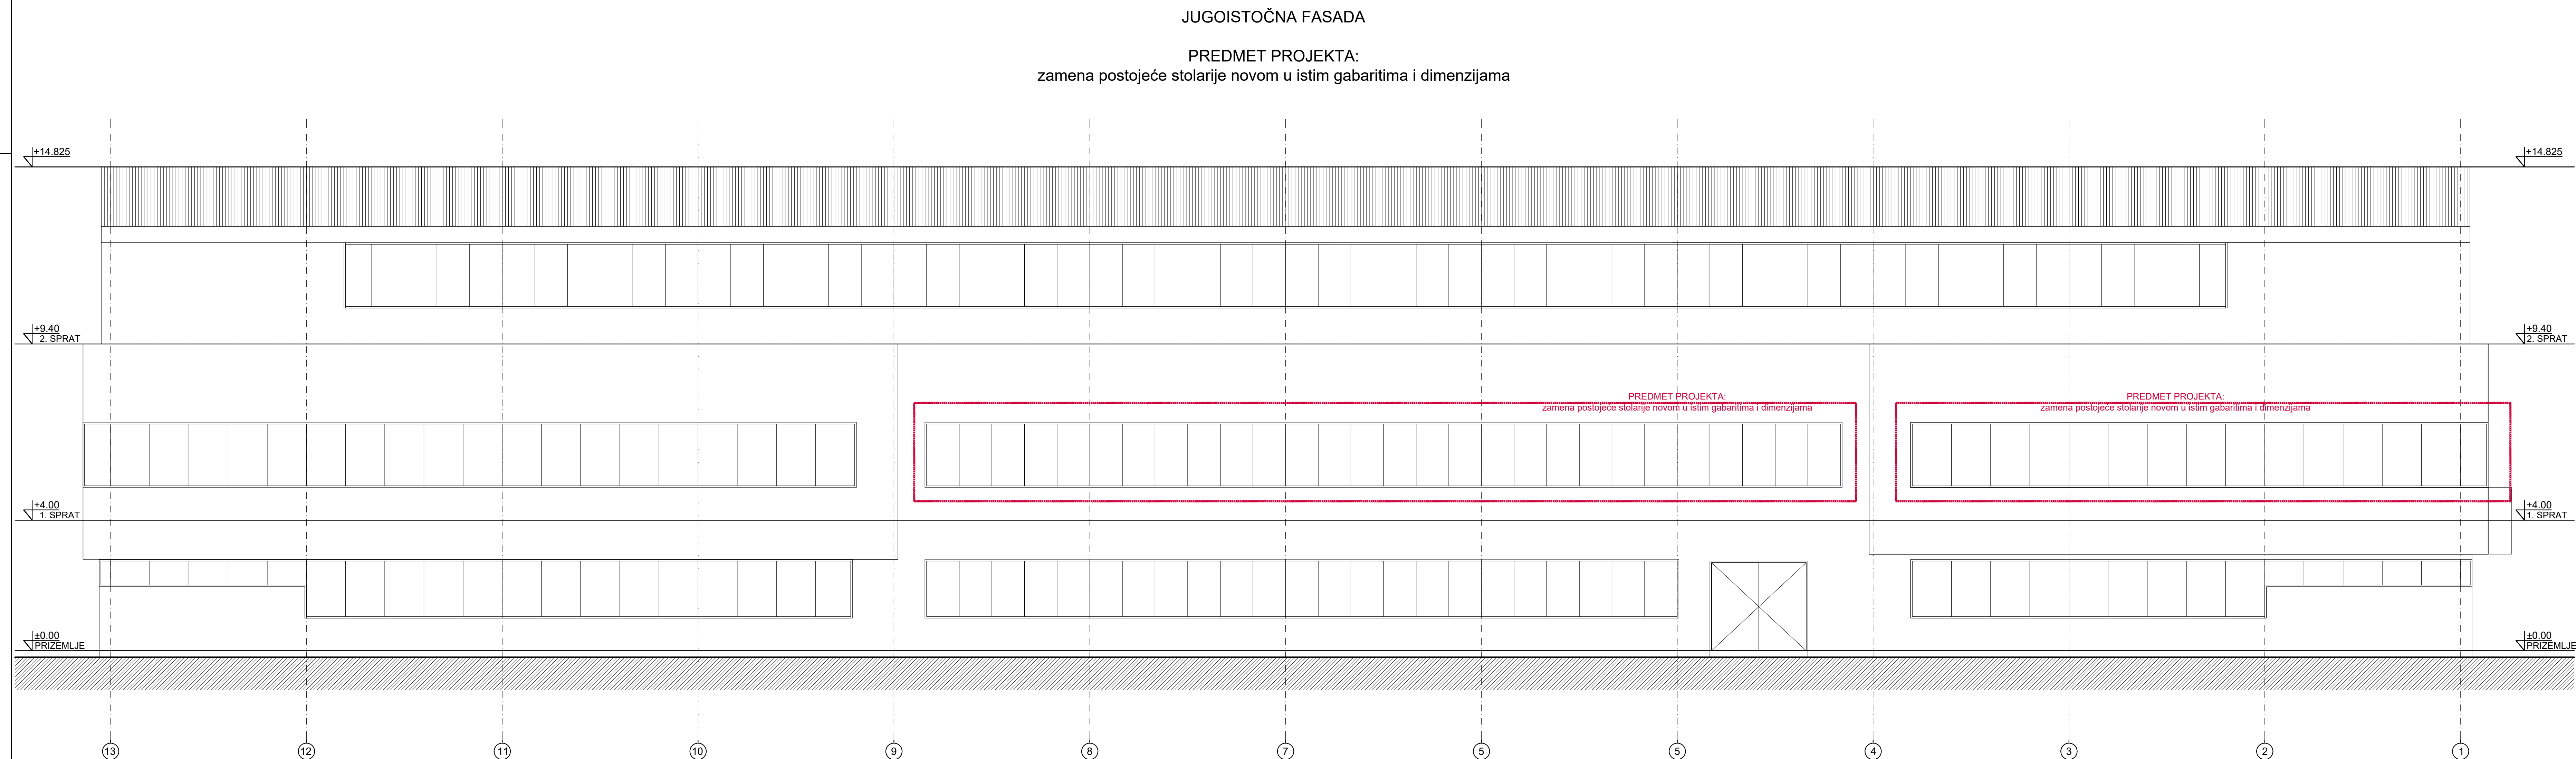 JUGOISTOČNA FASADA
PREDMET PROJEKTA:
zamena postojeće stolarije novom u istim gabaritima i dimenzijama
+14.825
+14.825
+9.40
2. SPRAT
+9.40
2. SPRAT
PREDMET PROJEKTA:
zamena postojeće stolarije novom u istim gabaritima i dimenzijama
PREDMET PROJEKTA:
zamena postojeće stolarije novom u istim gabaritima i dimenzijama
+4.00
1. SPRAT
+4.00
1. SPRAT
±0.00
PRIZEMLJE
±0.00
PRIZEMLJE
13 12 11 10 9 8 7 5 5 4 3 2 1